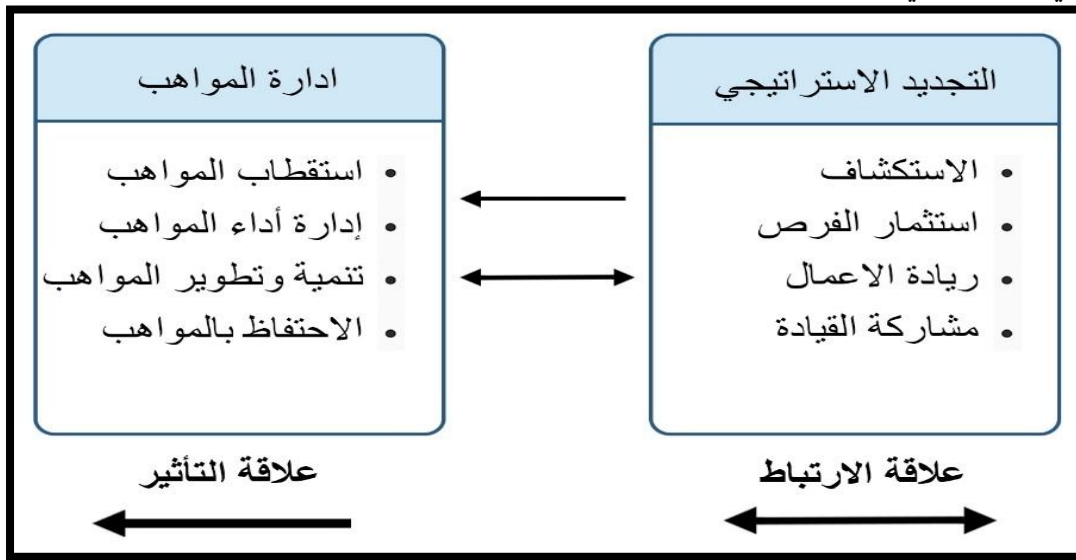 التجديد الاستراتيجي
الاستكشاف
استثمار الفرص
ريادة الاعمال
مشاركة القيادة
ادارة المواهب
استقطاب المواهب
إدارة أداء المواهب
تنمية وتطوير المواهب
الاحتفاظ بالمواهب
علاقة الارتباط
علاقة التأثير